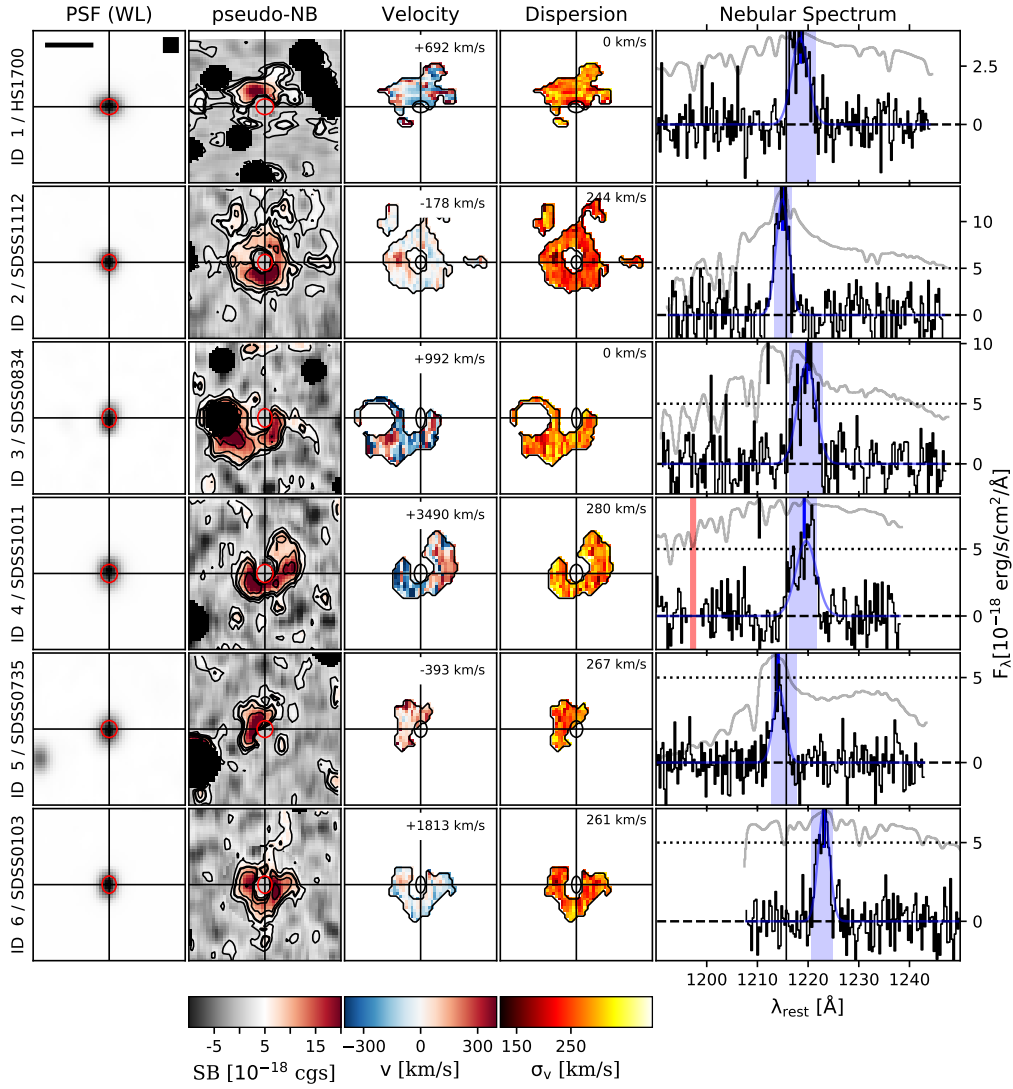 PSF (WL) pseudo-NB Velocity Dispersion Nebular Spectrum
ID 1 / HS1700
+692 km/s
0 km/s
2.5
0
ID 2 / SDSS1112
-178 km/s
244 km/s
10
5
0
ID 3 / SDSS0834
+992 km/s
0 km/s
10
5
0
ID 4 / SDSS1011
+3490 km/s
280 km/s
5
0
ID 5 / SDSS0735
-393 km/s
267 km/s
5
0
ID 6 / SDSS0103
+1813 km/s
261 km/s
5
0
F_λ[10⁻¹⁸ erg/s/cm²/Å]
1200 1210 1220 1230 1240
λ_rest [Å]
-5 5 15
SB [10⁻¹⁸ cgs]
−300 0 300
v [km/s]
150 250
σ_v [km/s]